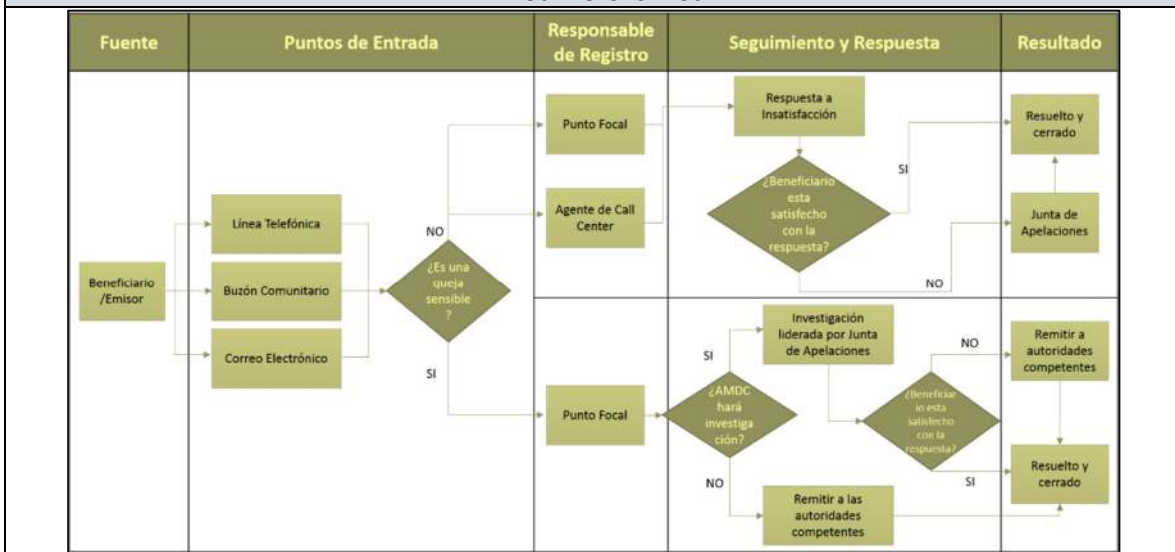 Fuente
Puntos de Entrada
Responsable
de Registro
Seguimiento y Respuesta
Resultado
Beneficiario
/Emisor
Línea Telefónica
Buzón Comunitario
Correo Electrónico
NO
¿Es una
queja
sensible
?
SI
Punto Focal
Agente de Call
Center
Respuesta a
Insatisfacción
¿Beneficiario
esta
satisfecho
con la
respuesta?
SI
NO
Resuelto y
cerrado
Junta de
Apelaciones
Punto Focal
SI
¿AMDC
hará
investiga
ción?
NO
Investigación
liderada por Junta
de Apelaciones
Remitir a las
autoridades
competentes
¿Beneficiar
io esta
satisfecho
con la
respuesta?
NO
SI
Remitir a
autoridades
competentes
Resuelto y
cerrado